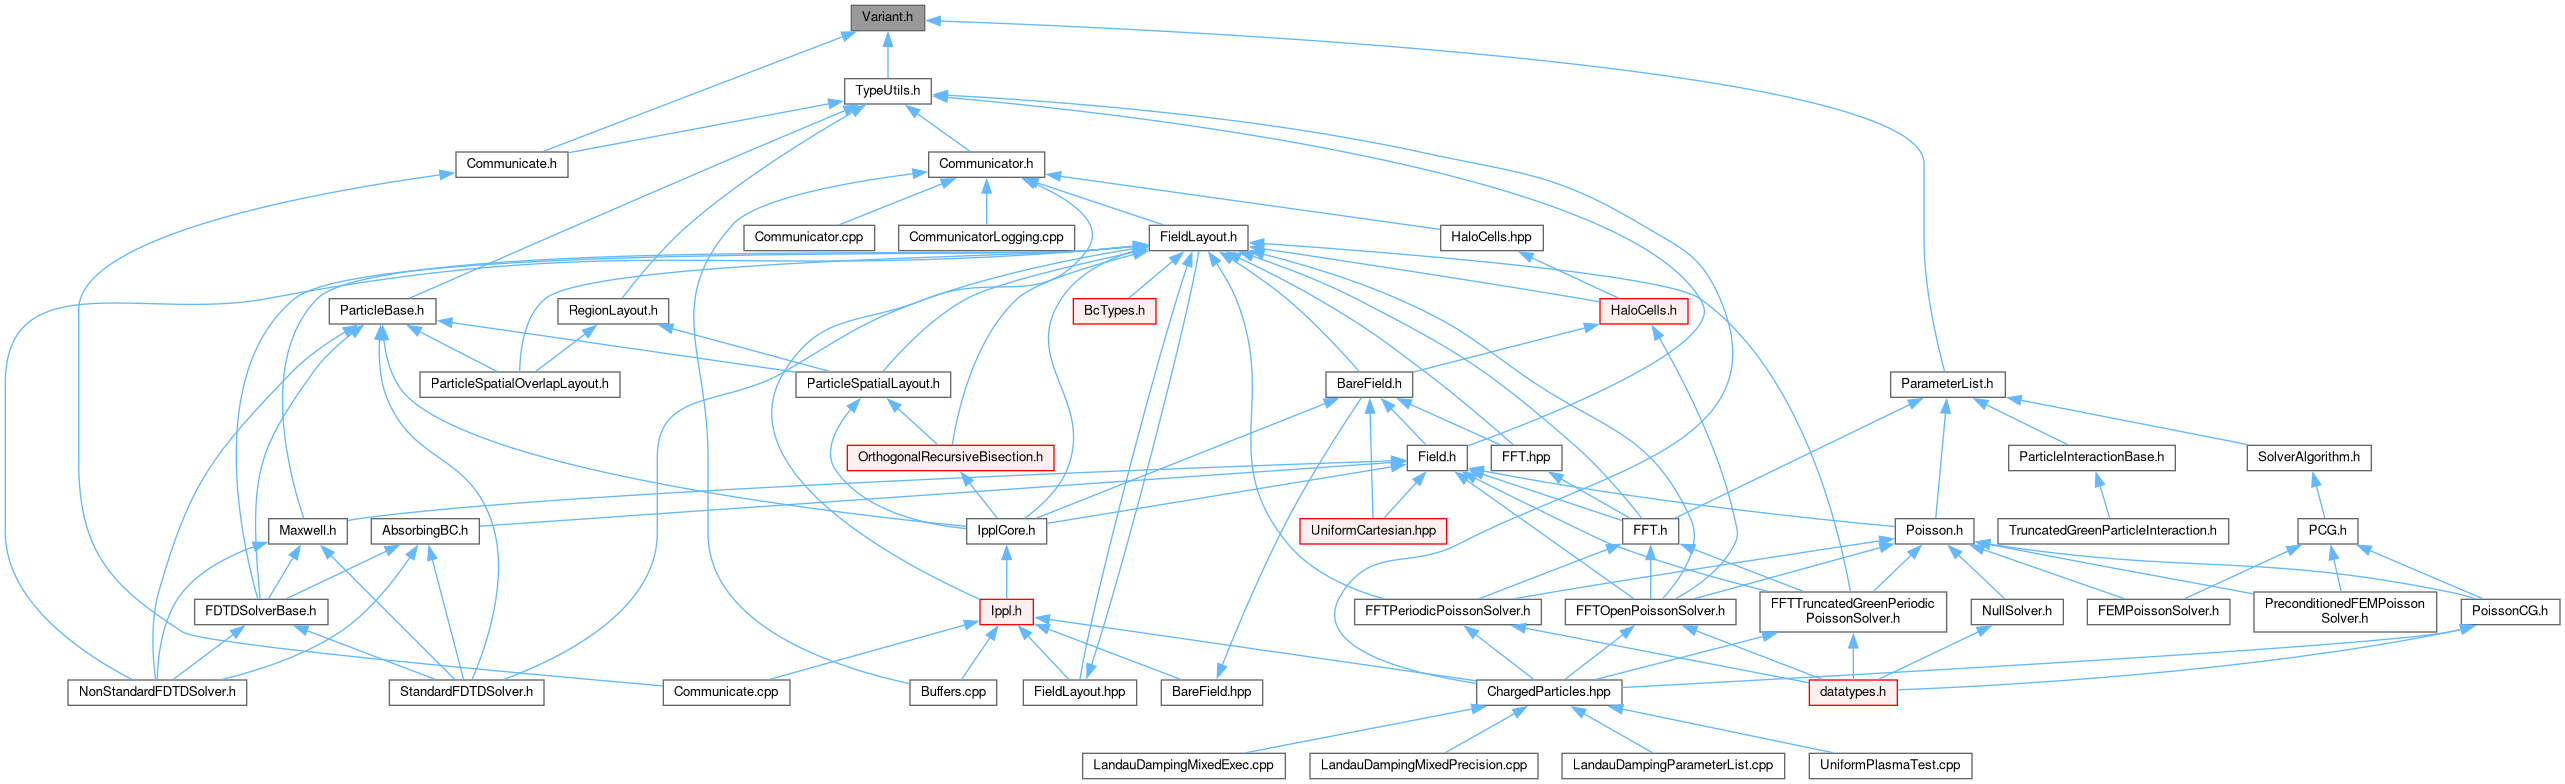 Variant.h
TypeUtils.h
Communicate.h
Communicator.h
Communicator.cpp
CommunicatorLogging.cpp
FieldLayout.h
HaloCells.hpp
ParticleBase.h
RegionLayout.h
BcTypes.h
HaloCells.h
ParticleSpatialOverlapLayout.h
ParticleSpatialLayout.h
BareField.h
ParameterList.h
OrthogonalRecursiveBisection.h
Field.h
FFT.hpp
ParticleInteractionBase.h
SolverAlgorithm.h
Maxwell.h
AbsorbingBC.h
IpplCore.h
UniformCartesian.hpp
FFT.h
Poisson.h
TruncatedGreenParticleInteraction.h
PCG.h
FDTDSolverBase.h
Ippl.h
FFTPeriodicPoissonSolver.h
FFTOpenPoissonSolver.h
FFTTruncatedGreenPeriodic
PoissonSolver.h
NullSolver.h
FEMPoissonSolver.h
PreconditionedFEMPoisson
Solver.h
PoissonCG.h
NonStandardFDTDSolver.h
StandardFDTDSolver.h
Communicate.cpp
Buffers.cpp
FieldLayout.hpp
BareField.hpp
ChargedParticles.hpp
datatypes.h
LandauDampingMixedExec.cpp
LandauDampingMixedPrecision.cpp
LandauDampingParameterList.cpp
UniformPlasmaTest.cpp